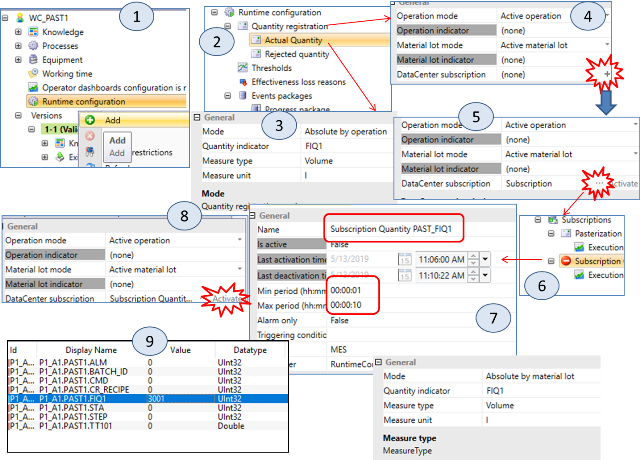 1
WC_PAST1
Knowledge
Processes
Equipment
Working time
Operator dashboards configuration is r
Runtime configuration
Versions
1-1 (Vali
Add
Add
Add
restrictions
2
Runtime configuration
Quantity registration
Actual Quantity
Rejected quantity
Thresholds
Effectiveness loss reasons
Events packages
Progress package
3
General
Mode Absolute by operation
Quantity indicator FIQ1
Measure type Volume
Measure unit l
Mode
4
Operation mode Active operation
Operation indicator (none)
Material lot mode Active material lot
Material lot indicator (none)
DataCenter subscription (none) +
5
Operation mode Active operation
Operation indicator (none)
Material lot mode Active material lot
Material lot indicator (none)
DataCenter subscription Subscription ... Activate
6
Subscriptions
Pasterization
Execution
Subscription
Execution
7
General
Name Subscription Quantity PAST_FIQ1
Is active False
Last activation time 5/13/2019 15 11:06:00 AM
Last deactivation time 5/13/2019 15 11:10:22 AM
Min period (hh:mm 00:00:01
Max period (hh:mm 00:00:10
Alarm only False
Triggering conditio
MES
er RuntimeCo
8
General
Operation mode Active operation
Operation indicator (none)
Material lot mode Active material lot
Material lot indicator (none)
DataCenter subscription Subscription Quantit... Activate
9
Id Display Name Value Datatype
P1_A... P1_A1.PAST1.ALM 0 UInt32
P1_A... P1_A1.PAST1.BATCH_ID 0 UInt32
P1_A... P1_A1.PAST1.CMD 0 UInt32
P1_A... P1_A1.PAST1.CR_RECIPE 0 UInt32
P1_A... P1_A1.PAST1.FIQ1 3001 UInt32
P1_A... P1_A1.PAST1.STA 0 UInt32
P1_A... P1_A1.PAST1.STEP 0 UInt32
P1_A... P1_A1.PAST1.TT101 0 Double
General
Mode Absolute by material lot
Quantity indicator FIQ1
Measure type Volume
Measure unit l
Measure type
MeasureType